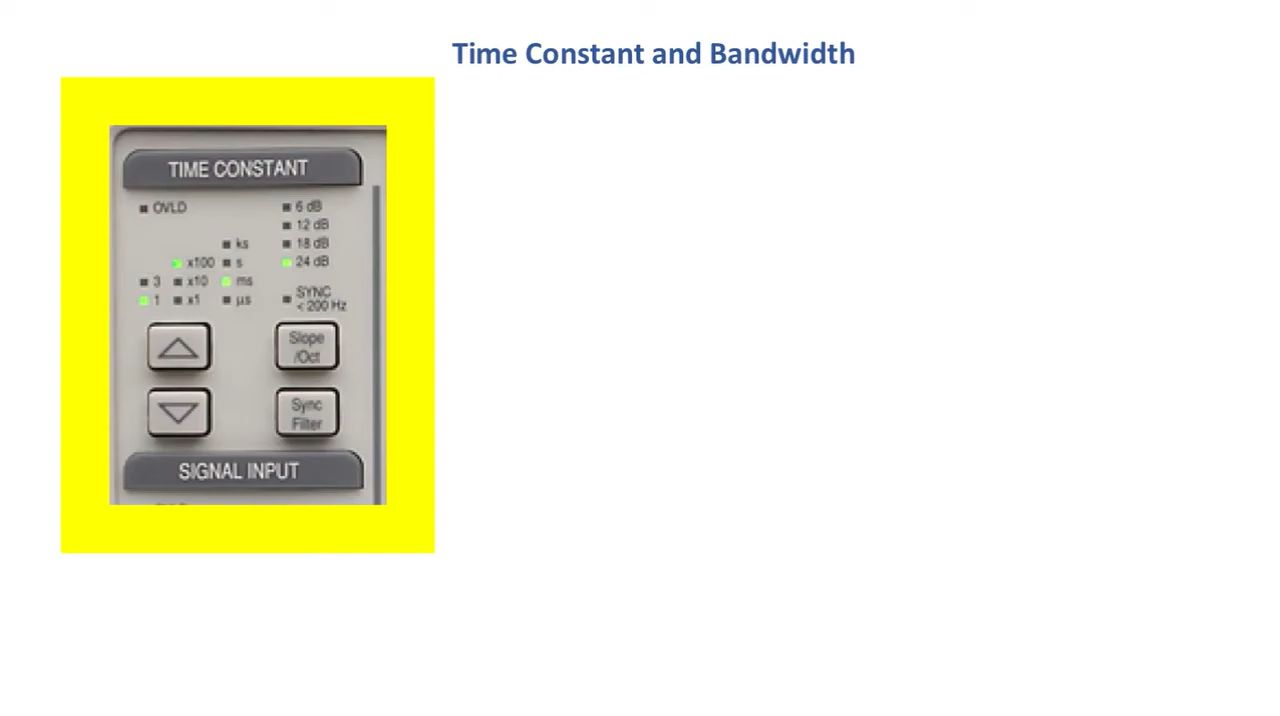 Time Constant and Bandwidth
TIME CONSTANT
OVLD
6 dB
12 dB
ks
18 dB
x100
s
24 dB
3
x10
ms
1
x1
µs
SYNC
< 200 Hz
Slope
/Oct
Sync
Filter
SIGNAL INPUT